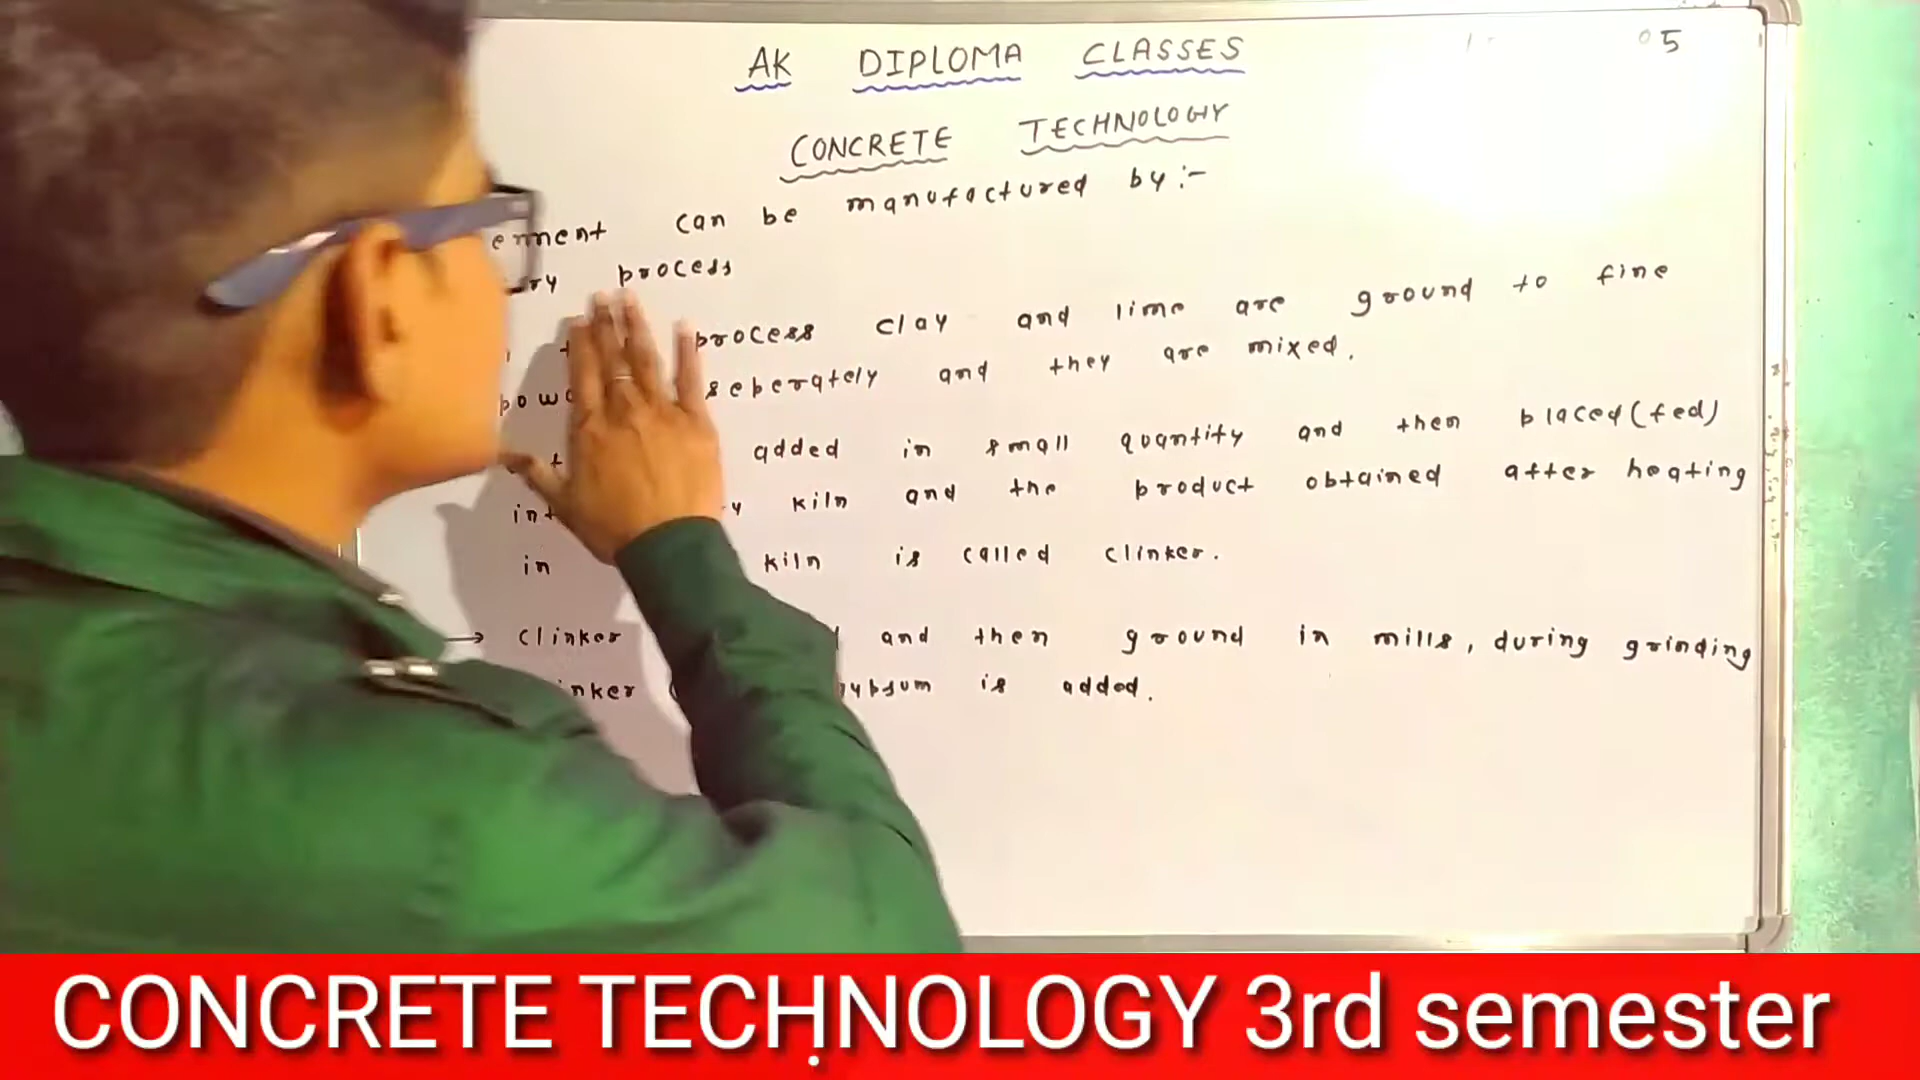 AK DIPLOMA CLASSES
05
CONCRETE TECHNOLOGY
ement can be manufactured by :-
ry process
process clay and lime are ground to fine
pow seperately and they are mixed.
added in small quantity and then placed (fed)
int y kiln and the product obtained after heating
in kiln is called clinker.
→ clinker and then ground in mills, during grinding
inker ypsum is added.
CONCRETE TECHNOLOGY 3rd semester